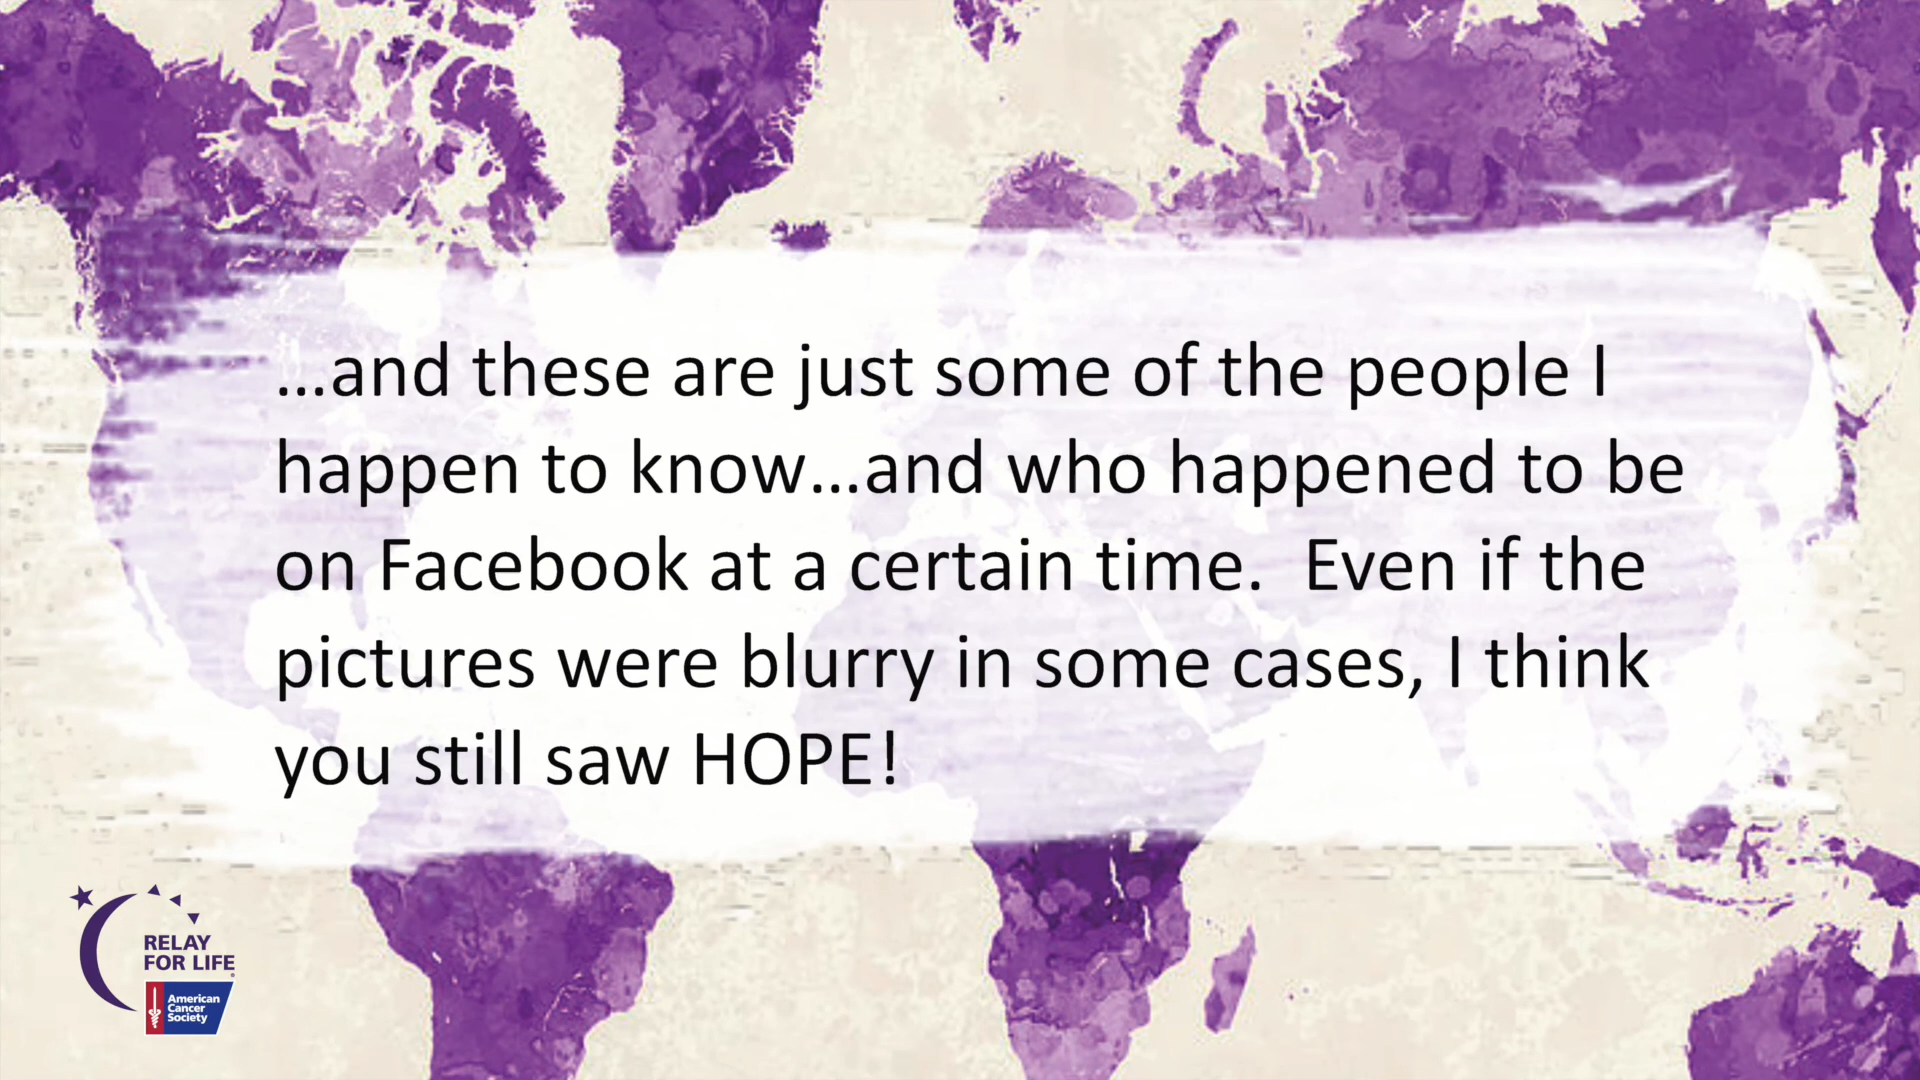 …and these are just some of the people I
happen to know…and who happened to be
on Facebook at a certain time.  Even if the
pictures were blurry in some cases, I think
you still saw HOPE!
RELAY
FOR LIFE
American
Cancer
Society